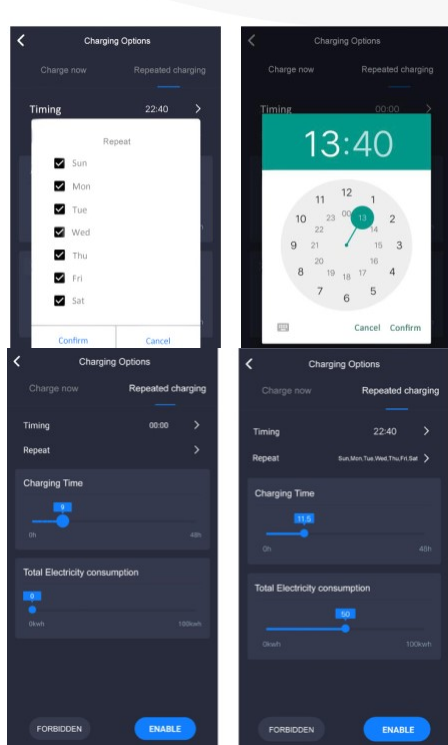 Charging Options
Charge now Repeated charging
Timing 22:40
Repeat
Sun
Mon
Tue
Wed
Thu
Fri
Sat
Confirm Cancel
Charging Options
Charge now Repeated charging
Timing 00:00
13:40
12
11 1
00
23 13
10 2
22 14
9 21 15 3
20 16
8 19 17 4
18
7 5
6
Cancel Confirm
Charging Options
Charge now Repeated charging
Timing 00:00
Repeat
Charging Time
9
0h 48h
Total Electricity consumption
0
0kwh 100kwh
FORBIDDEN ENABLE
Charging Options
Charge now Repeated charging
Timing 22:40
Repeat Sun,Mon,Tue,Wed,Thu,Fri,Sat
Charging Time
11.5
0h 48h
Total Electricity consumption
50
0kwh 100kwh
FORBIDDEN ENABLE